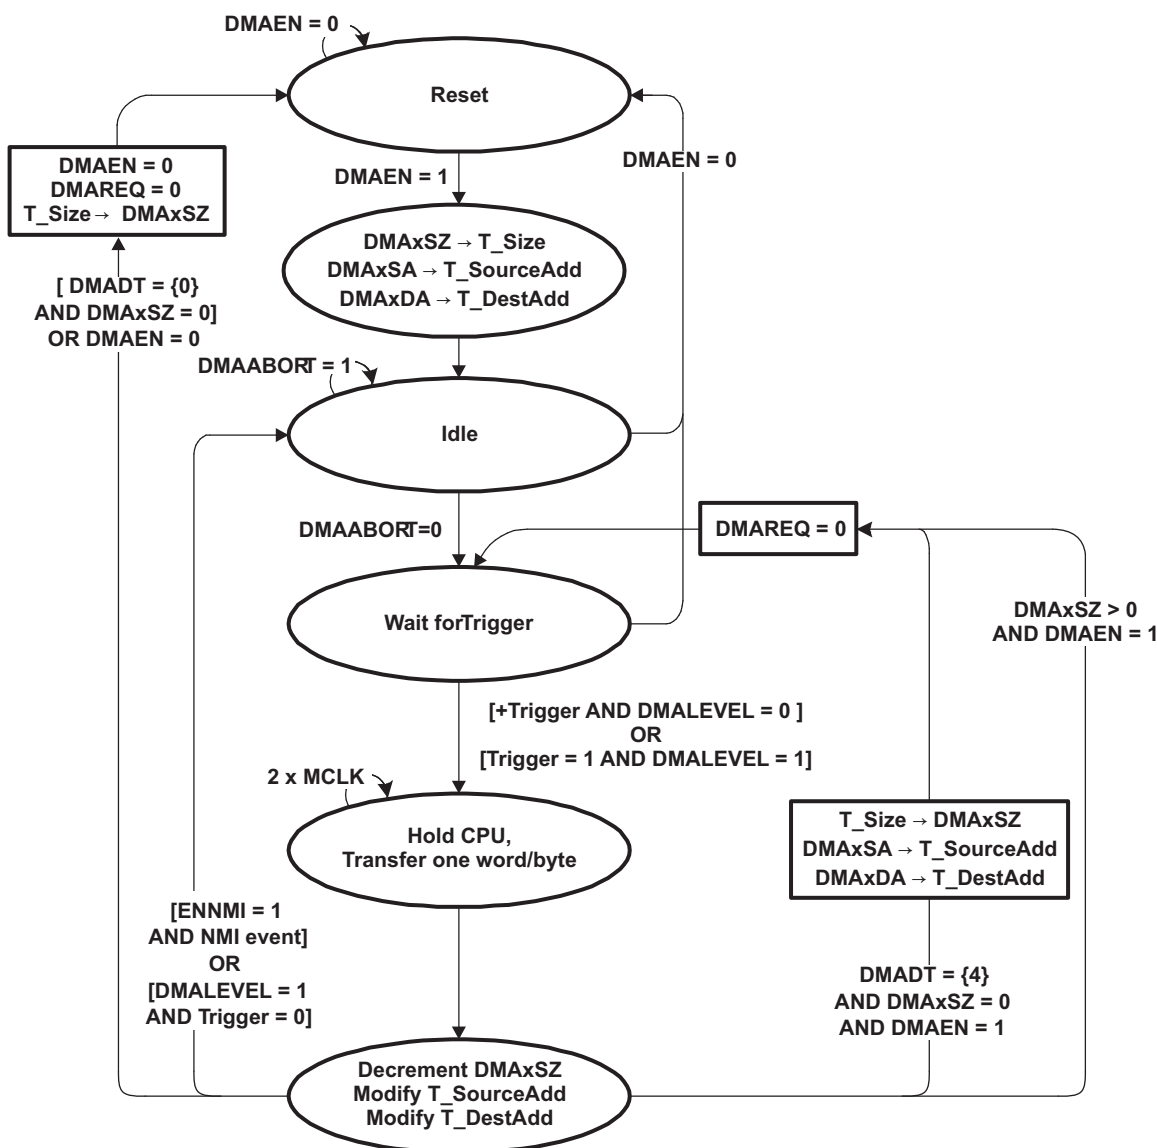 DMAEN = 0
Reset
DMAEN = 0
DMAREQ = 0
T_Size → DMAxSZ
DMAEN = 1
DMAEN = 0
DMAxSZ → T_Size
DMAxSA → T_SourceAdd
DMAxDA → T_DestAdd
[ DMADT = {0}
AND DMAxSZ = 0]
OR DMAEN = 0
DMAABORT = 1
Idle
DMAABORT=0
DMAREQ = 0
Wait forTrigger
DMAxSZ > 0
AND DMAEN = 1
[+Trigger AND DMALEVEL = 0 ]
OR
[Trigger = 1 AND DMALEVEL = 1]
2 x MCLK
Hold CPU,
Transfer one word/byte
T_Size → DMAxSZ
DMAxSA → T_SourceAdd
DMAxDA → T_DestAdd
[ENNMI = 1
AND NMI event]
OR
[DMALEVEL = 1
AND Trigger = 0]
DMADT = {4}
AND DMAxSZ = 0
AND DMAEN = 1
Decrement DMAxSZ
Modify T_SourceAdd
Modify T_DestAdd